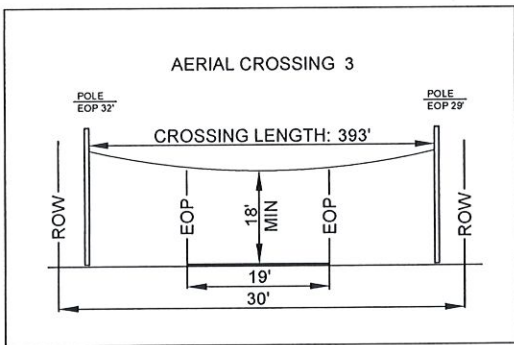 AERIAL CROSSING 3
POLE
EOP 32'
POLE
EOP 29'
CROSSING LENGTH: 393'
ROW
EOP
18'
MIN
EOP
ROW
19'
30'